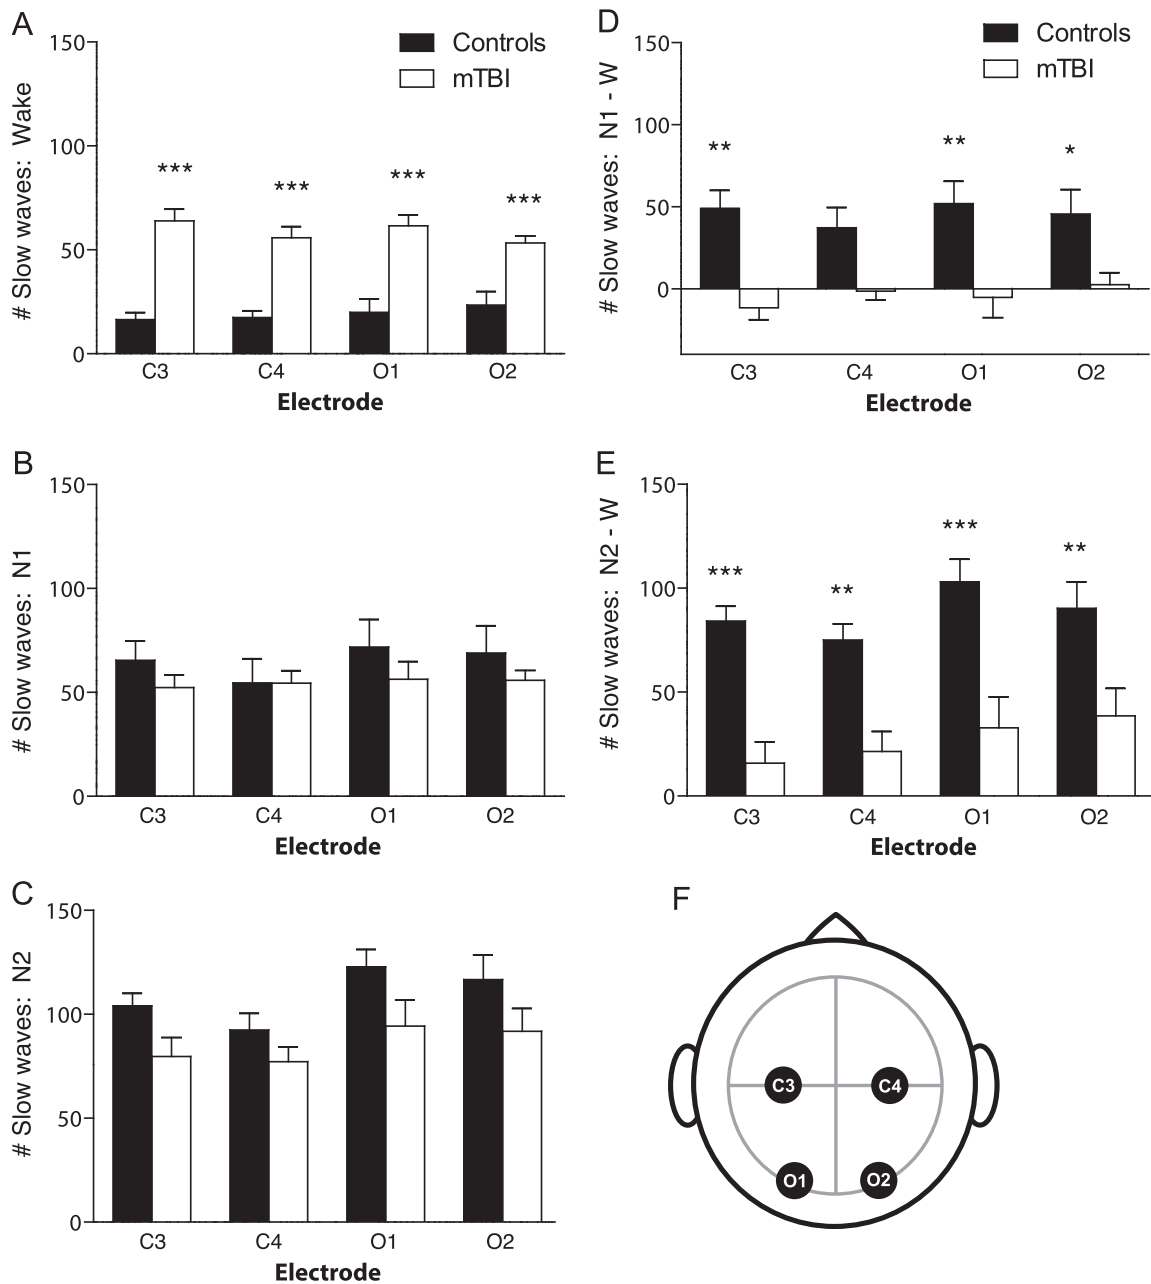 A
Controls
mTBI
# Slow waves: Wake
150
100
50
0
***
***
***
***
C3 C4 O1 O2
Electrode
D
Controls
mTBI
# Slow waves: N1 - W
150
100
50
0
**
**
*
C3 C4 O1 O2
Electrode
B
# Slow waves: N1
150
100
50
0
C3 C4 O1 O2
Electrode
E
# Slow waves: N2 - W
150
100
50
0
***
**
***
**
C3 C4 O1 O2
Electrode
C
# Slow waves: N2
150
100
50
0
C3 C4 O1 O2
Electrode
F
C3 C4
O1 O2